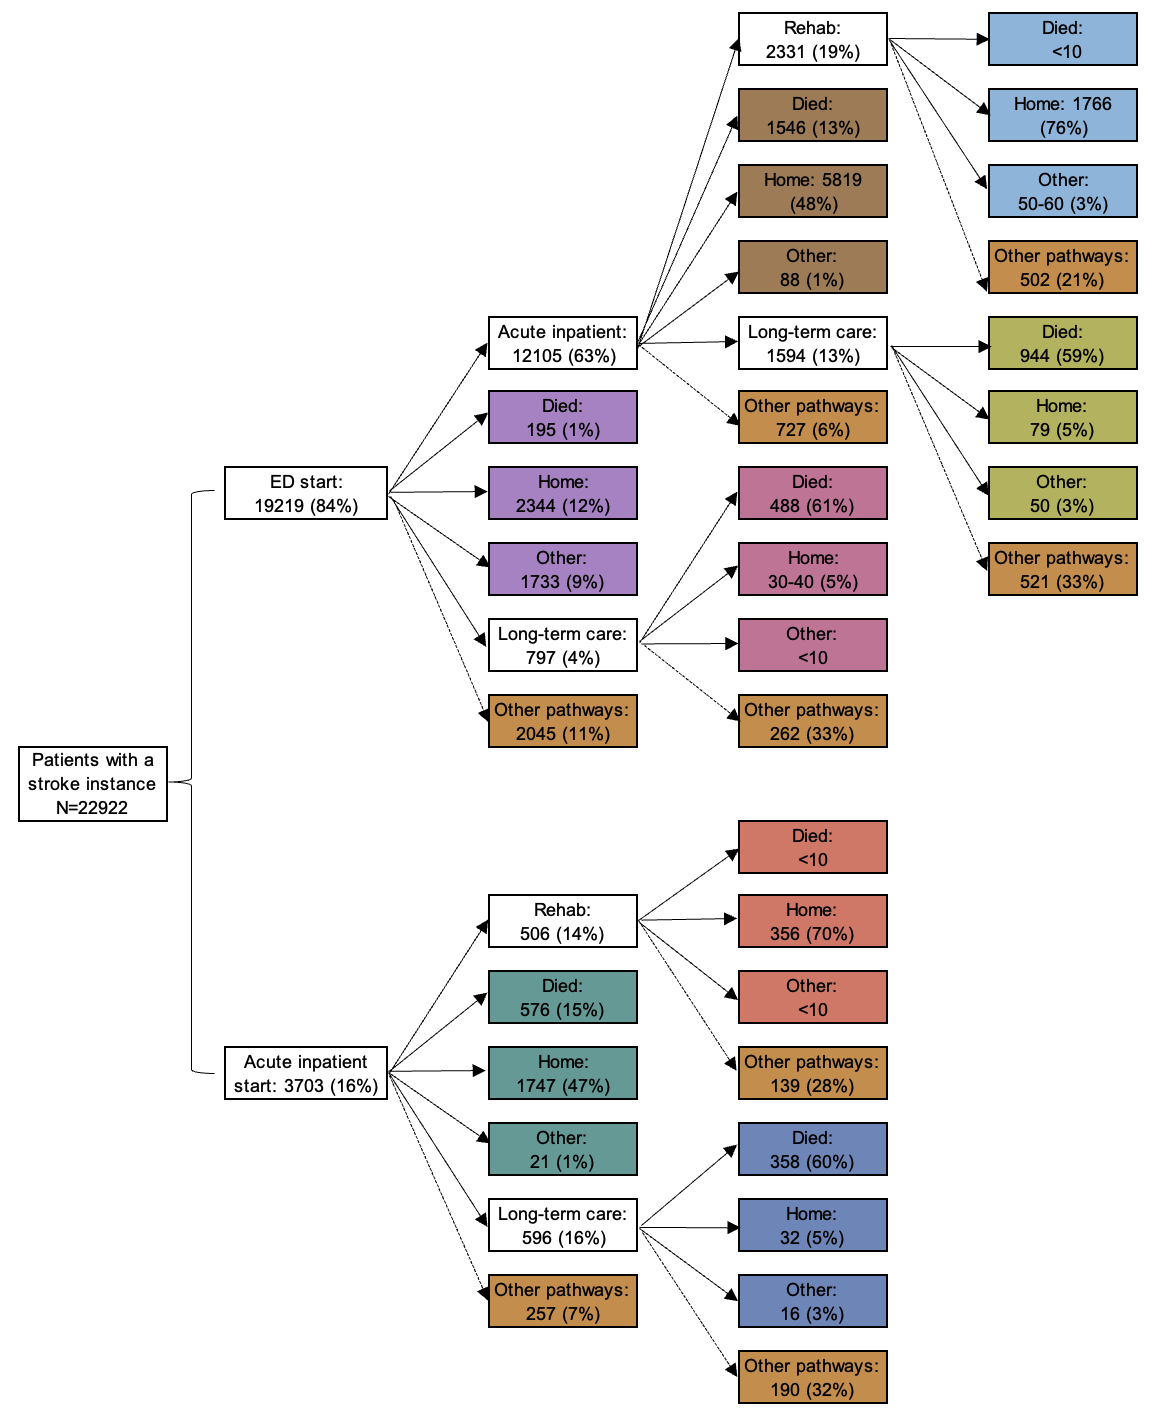 Patients with a
stroke instance
N=22922
ED start:
19219 (84%)
Acute inpatient
start: 3703 (16%)
Acute inpatient:
12105 (63%)
Died:
195 (1%)
Home:
2344 (12%)
Other:
1733 (9%)
Long-term care:
797 (4%)
Other pathways:
2045 (11%)
Rehab:
506 (14%)
Died:
576 (15%)
Home:
1747 (47%)
Other:
21 (1%)
Long-term care:
596 (16%)
Other pathways:
257 (7%)
Rehab:
2331 (19%)
Died:
1546 (13%)
Home: 5819
(48%)
Other:
88 (1%)
Long-term care:
1594 (13%)
Other pathways:
727 (6%)
Died:
488 (61%)
Home:
30-40 (5%)
Other:
<10
Other pathways:
262 (33%)
Died:
<10
Home:
356 (70%)
Other:
<10
Other pathways:
139 (28%)
Died:
358 (60%)
Home:
32 (5%)
Other:
16 (3%)
Other pathways:
190 (32%)
Died:
<10
Home: 1766
(76%)
Other:
50-60 (3%)
Other pathways:
502 (21%)
Died:
944 (59%)
Home:
79 (5%)
Other:
50 (3%)
Other pathways:
521 (33%)